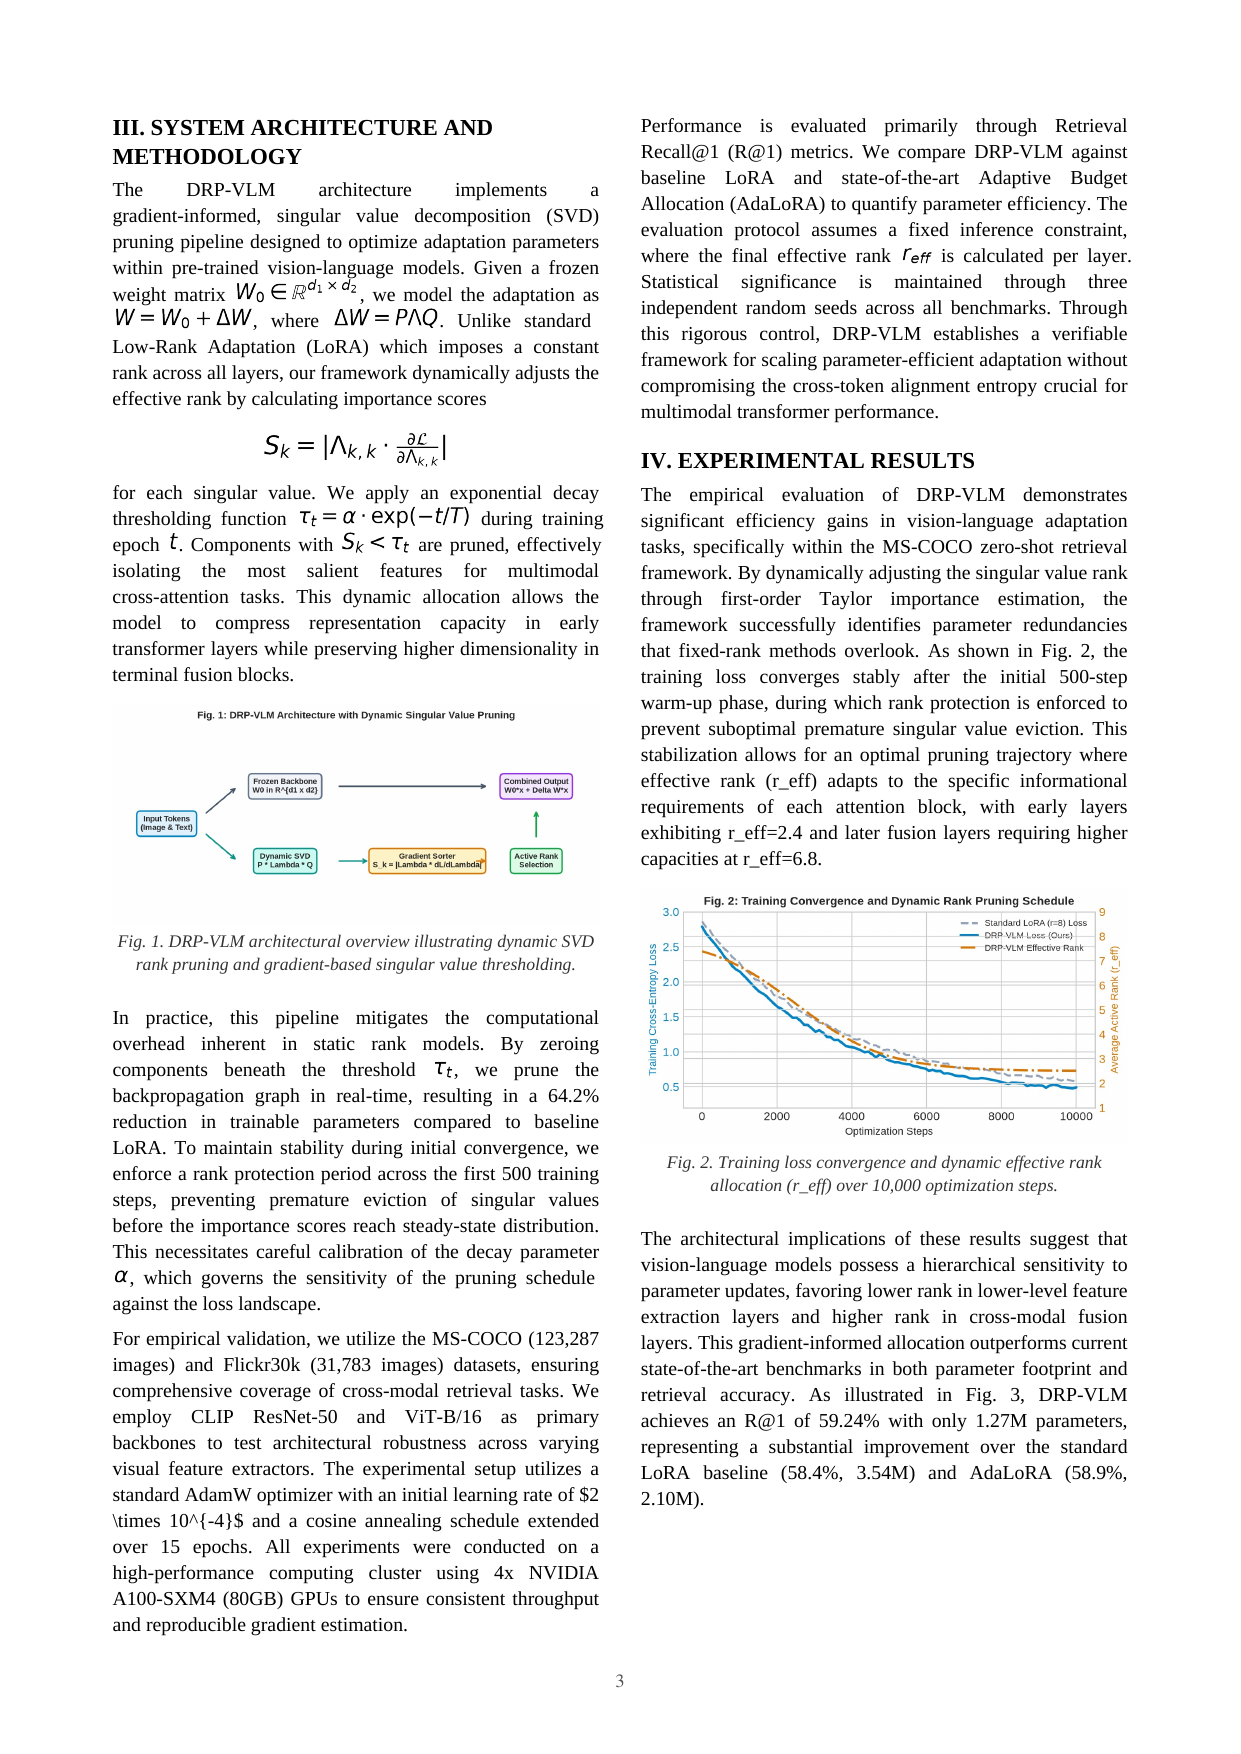 III. SYSTEM ARCHITECTURE AND
METHODOLOGY
The DRP-VLM architecture implements a
gradient-informed, singular value decomposition (SVD)
pruning pipeline designed to optimize adaptation parameters
within pre-trained vision-language models. Given a frozen
weight matrix W₀ ∈ ℝ^{d₁ × d₂}, we model the adaptation as
W = W₀ + ΔW, where ΔW = PΛQ. Unlike standard
Low-Rank Adaptation (LoRA) which imposes a constant
rank across all layers, our framework dynamically adjusts the
effective rank by calculating importance scores
S_k = |Λ_{k,k} · ∂ℒ/∂Λ_{k,k}|
for each singular value. We apply an exponential decay
thresholding function τ_t = α · exp(−t/T) during training
epoch t. Components with S_k < τ_t are pruned, effectively
isolating the most salient features for multimodal
cross-attention tasks. This dynamic allocation allows the
model to compress representation capacity in early
transformer layers while preserving higher dimensionality in
terminal fusion blocks.
Fig. 1: DRP-VLM Architecture with Dynamic Singular Value Pruning
Input Tokens
(Image & Text)
Frozen Backbone
W0 in R^{d1 x d2}
Combined Output
W0*x + Delta W*x
Dynamic SVD
P * Lambda * Q
Gradient Sorter
S_k = |Lambda * dL/dLambda|
Active Rank
Selection
Fig. 1. DRP-VLM architectural overview illustrating dynamic SVD
rank pruning and gradient-based singular value thresholding.
In practice, this pipeline mitigates the computational
overhead inherent in static rank models. By zeroing
components beneath the threshold τ_t, we prune the
backpropagation graph in real-time, resulting in a 64.2%
reduction in trainable parameters compared to baseline
LoRA. To maintain stability during initial convergence, we
enforce a rank protection period across the first 500 training
steps, preventing premature eviction of singular values
before the importance scores reach steady-state distribution.
This necessitates careful calibration of the decay parameter
α, which governs the sensitivity of the pruning schedule
against the loss landscape.
For empirical validation, we utilize the MS-COCO (123,287
images) and Flickr30k (31,783 images) datasets, ensuring
comprehensive coverage of cross-modal retrieval tasks. We
employ CLIP ResNet-50 and ViT-B/16 as primary
backbones to test architectural robustness across varying
visual feature extractors. The experimental setup utilizes a
standard AdamW optimizer with an initial learning rate of $2
\times 10^{-4}$ and a cosine annealing schedule extended
over 15 epochs. All experiments were conducted on a
high-performance computing cluster using 4x NVIDIA
A100-SXM4 (80GB) GPUs to ensure consistent throughput
and reproducible gradient estimation.
Performance is evaluated primarily through Retrieval
Recall@1 (R@1) metrics. We compare DRP-VLM against
baseline LoRA and state-of-the-art Adaptive Budget
Allocation (AdaLoRA) to quantify parameter efficiency. The
evaluation protocol assumes a fixed inference constraint,
where the final effective rank r_{eff} is calculated per layer.
Statistical significance is maintained through three
independent random seeds across all benchmarks. Through
this rigorous control, DRP-VLM establishes a verifiable
framework for scaling parameter-efficient adaptation without
compromising the cross-token alignment entropy crucial for
multimodal transformer performance.
IV. EXPERIMENTAL RESULTS
The empirical evaluation of DRP-VLM demonstrates
significant efficiency gains in vision-language adaptation
tasks, specifically within the MS-COCO zero-shot retrieval
framework. By dynamically adjusting the singular value rank
through first-order Taylor importance estimation, the
framework successfully identifies parameter redundancies
that fixed-rank methods overlook. As shown in Fig. 2, the
training loss converges stably after the initial 500-step
warm-up phase, during which rank protection is enforced to
prevent suboptimal premature singular value eviction. This
stabilization allows for an optimal pruning trajectory where
effective rank (r_eff) adapts to the specific informational
requirements of each attention block, with early layers
exhibiting r_eff=2.4 and later fusion layers requiring higher
capacities at r_eff=6.8.
Fig. 2: Training Convergence and Dynamic Rank Pruning Schedule
Training Cross-Entropy Loss
3.0
2.5
2.0
1.5
1.0
0.5
Standard LoRA (r=8) Loss
DRP-VLM Loss (Ours)
DRP-VLM Effective Rank
9
8
7
6
5
4
3
2
1
Average Active Rank (r_eff)
0 2000 4000 6000 8000 10000
Optimization Steps
Fig. 2. Training loss convergence and dynamic effective rank
allocation (r_eff) over 10,000 optimization steps.
The architectural implications of these results suggest that
vision-language models possess a hierarchical sensitivity to
parameter updates, favoring lower rank in lower-level feature
extraction layers and higher rank in cross-modal fusion
layers. This gradient-informed allocation outperforms current
state-of-the-art benchmarks in both parameter footprint and
retrieval accuracy. As illustrated in Fig. 3, DRP-VLM
achieves an R@1 of 59.24% with only 1.27M parameters,
representing a substantial improvement over the standard
LoRA baseline (58.4%, 3.54M) and AdaLoRA (58.9%,
2.10M).
3